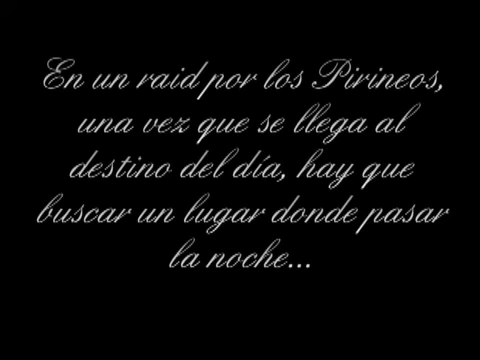 En un raid por los Pirineos,
una vez que se llega al
destino del día, hay que
buscar un lugar donde pasar
la noche...